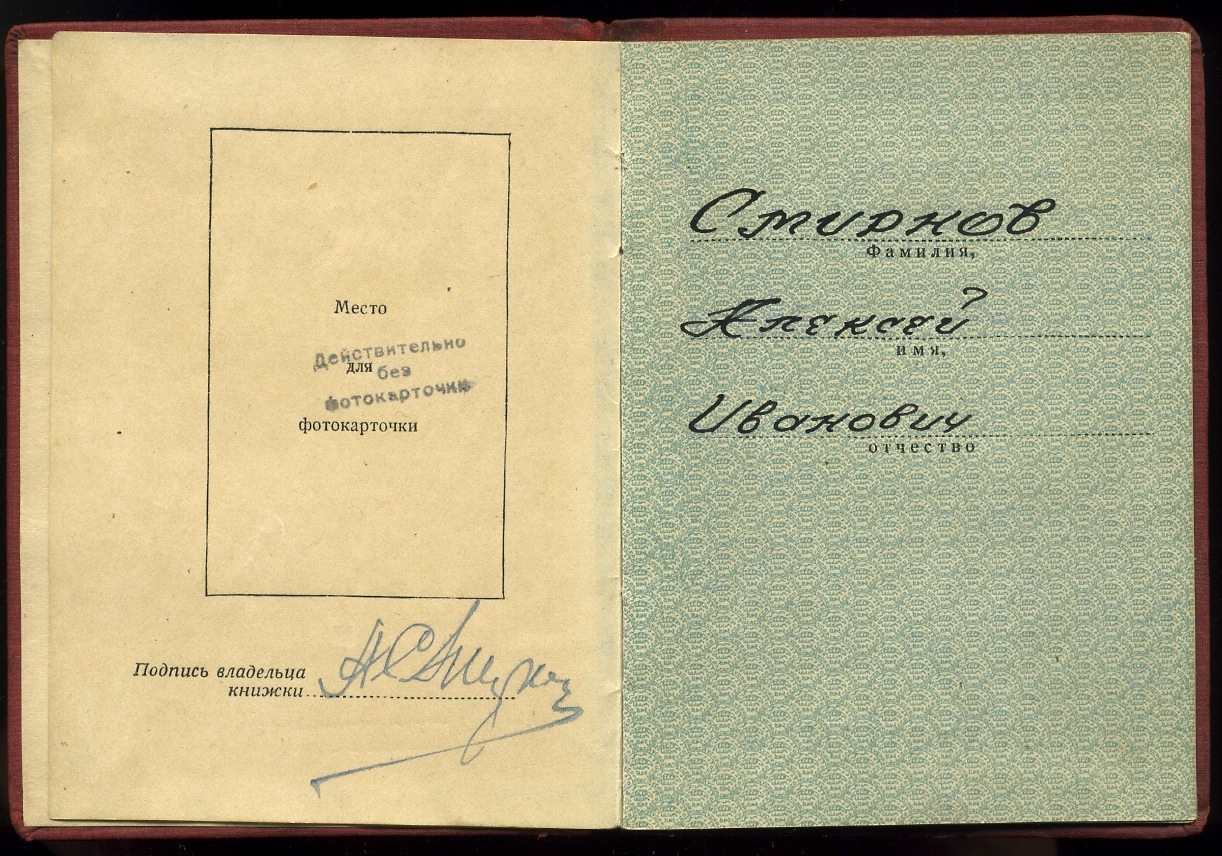 Место
Действительно
для без
фотокарточки
фотокарточки
Подпись владельца
книжки
Смирнов
Фамилия,
Алексей
имя,
Иванович
отчество